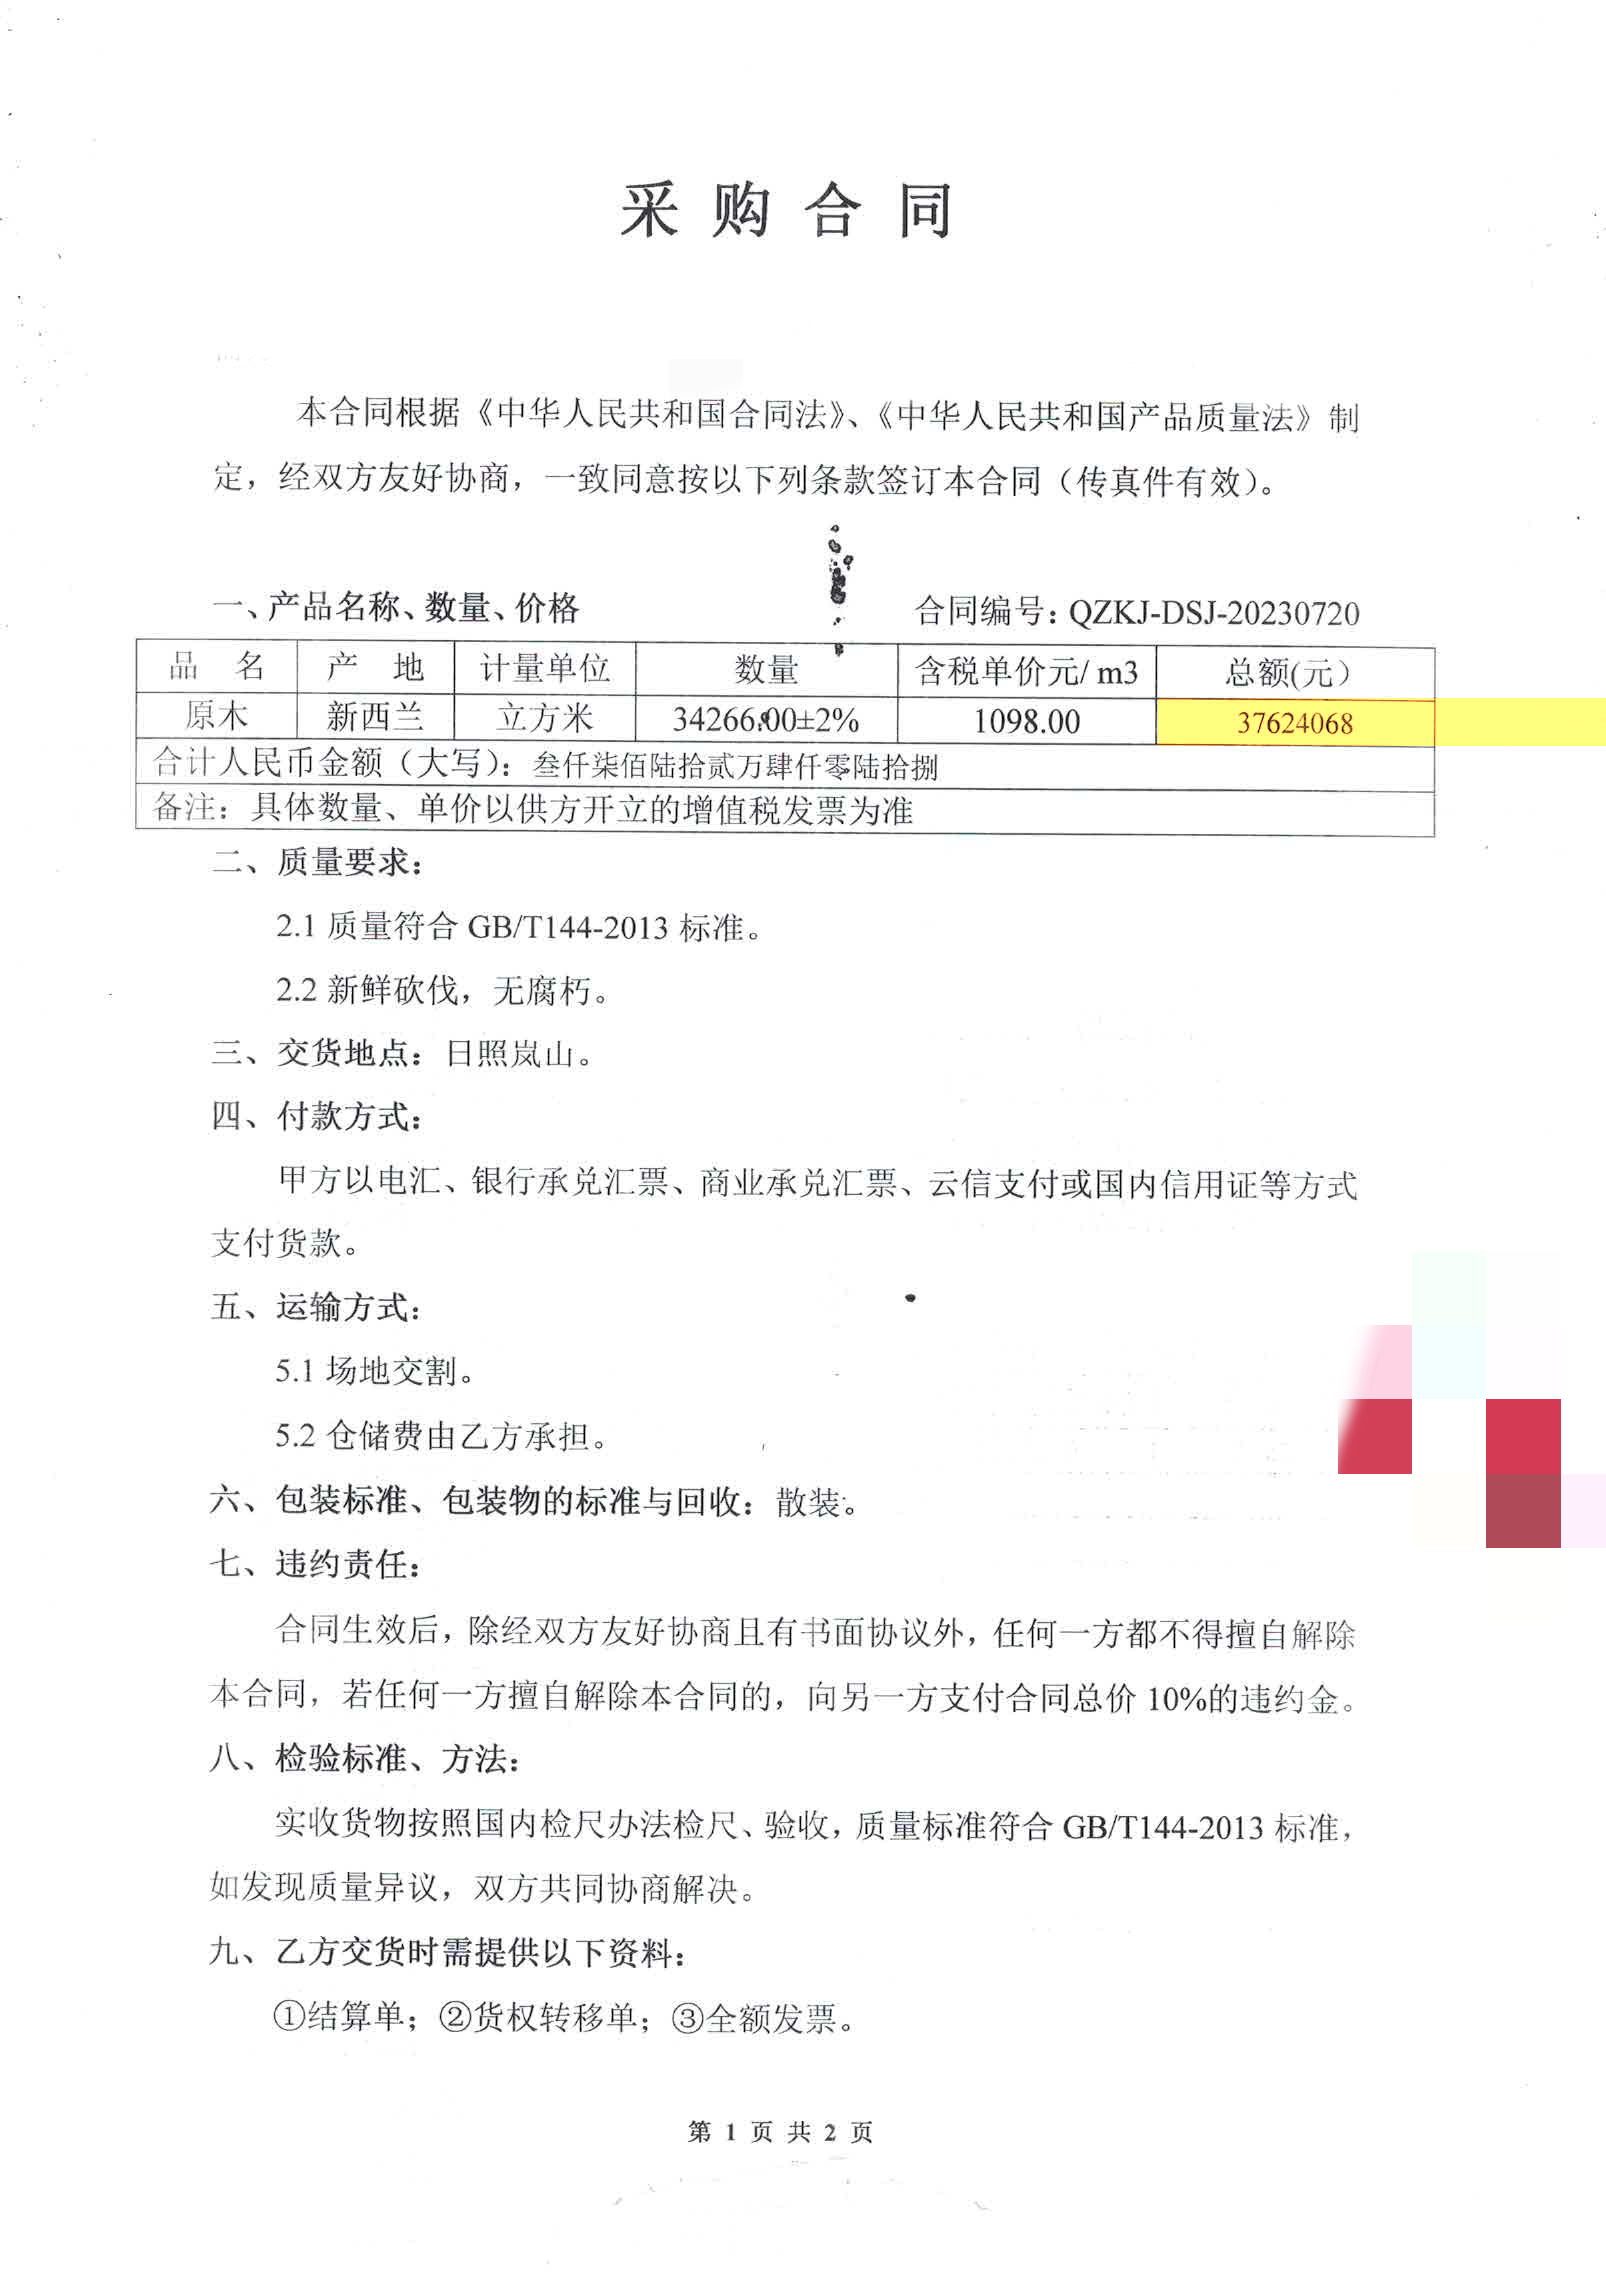 采购合同
本合同根据《中华人民共和国合同法》、《中华人民共和国产品质量法》制
定，经双方友好协商，一致同意按以下列条款签订本合同（传真件有效）。
一、产品名称、数量、价格 合同编号：QZKJ-DSJ-20230720
品 名 产 地 计量单位 数量 含税单价元/ m3 总额(元）
原木 新西兰 立方米 34266.00±2% 1098.00 37624068
合计人民币金额（大写）：叁仟柒佰陆拾贰万肆仟零陆拾捌
备注：具体数量、单价以供方开立的增值税发票为准
二、质量要求：
2.1 质量符合 GB/T144-2013 标准。
2.2 新鲜砍伐，无腐朽。
三、交货地点：日照岚山。
四、付款方式：
甲方以电汇、银行承兑汇票、商业承兑汇票、云信支付或国内信用证等方式
支付货款。
五、运输方式：
5.1 场地交割。
5.2 仓储费由乙方承担。
六、包装标准、包装物的标准与回收：散装。
七、违约责任：
合同生效后，除经双方友好协商且有书面协议外，任何一方都不得擅自解除
本合同，若任何一方擅自解除本合同的，向另一方支付合同总价 10%的违约金。
八、检验标准、方法：
实收货物按照国内检尺办法检尺、验收，质量标准符合 GB/T144-2013 标准，
如发现质量异议，双方共同协商解决。
九、乙方交货时需提供以下资料：
①结算单；②货权转移单；③全额发票。
第 1 页 共 2 页